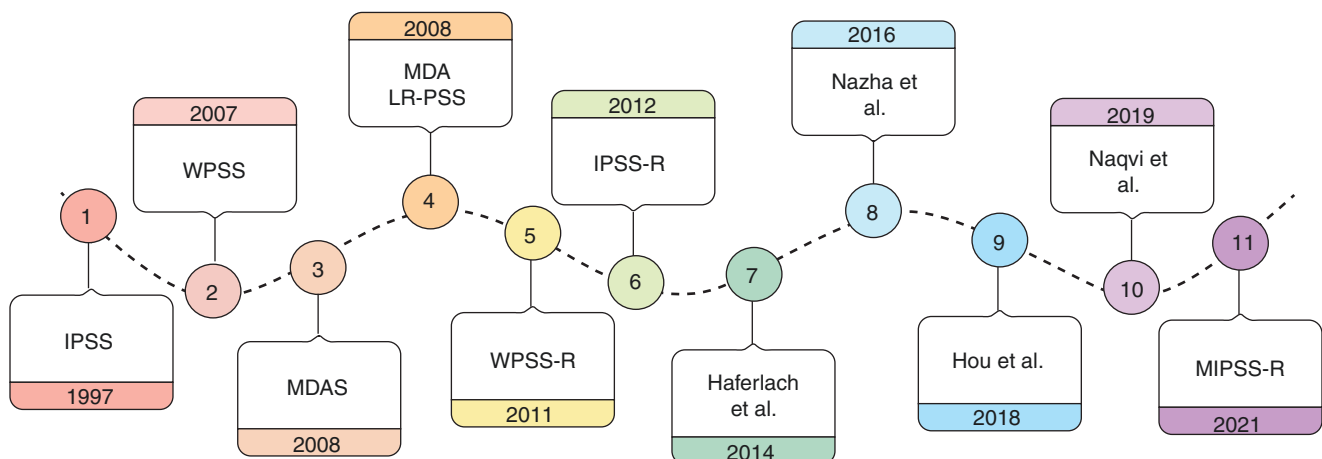 1
IPSS
1997
2007
WPSS
2
3
MDAS
2008
2008
MDA
LR-PSS
4
5
WPSS-R
2011
2012
IPSS-R
6
7
Haferlach
et al.
2014
2016
Nazha et
al.
8
9
Hou et al.
2018
2019
Naqvi et
al.
10
11
MIPSS-R
2021